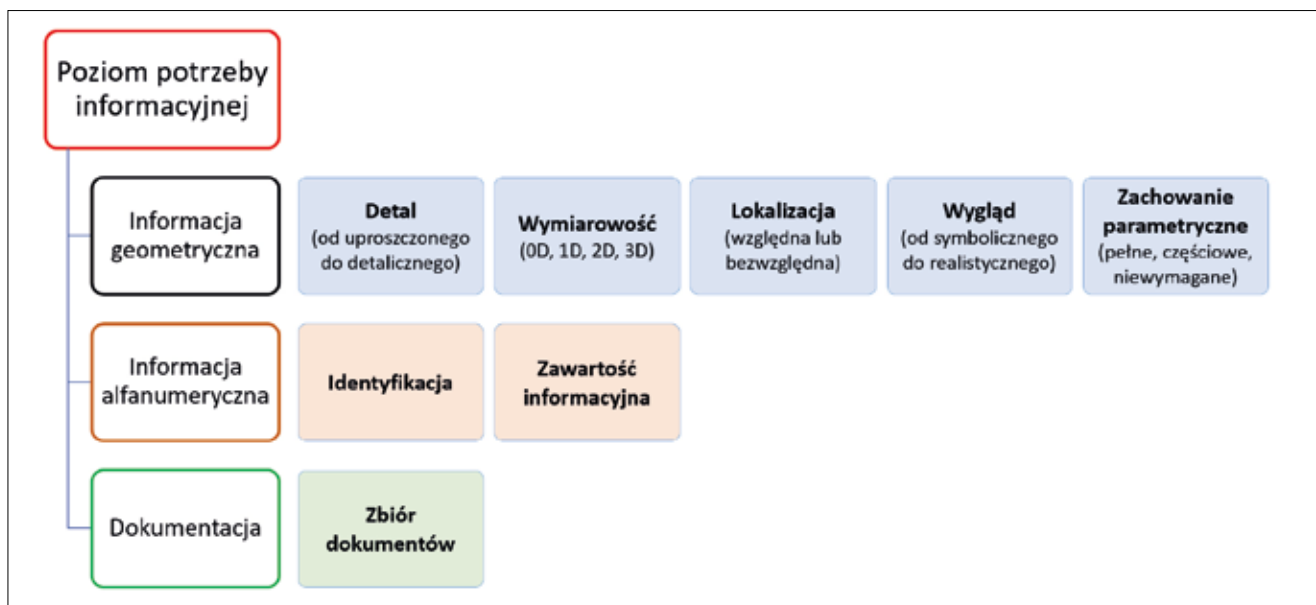 Poziom potrzeby
informacyjnej
Informacja
geometryczna
Detal
(od uproszczonego
do detalicznego)
Wymiarowość
(0D, 1D, 2D, 3D)
Lokalizacja
(względna lub
bezwzględna)
Wygląd
(od symbolicznego
do realistycznego)
Zachowanie
parametryczne
(pełne, częściowe,
niewymagane)
Informacja
alfanumeryczna
Identyfikacja
Zawartość
informacyjna
Dokumentacja
Zbiór
dokumentów